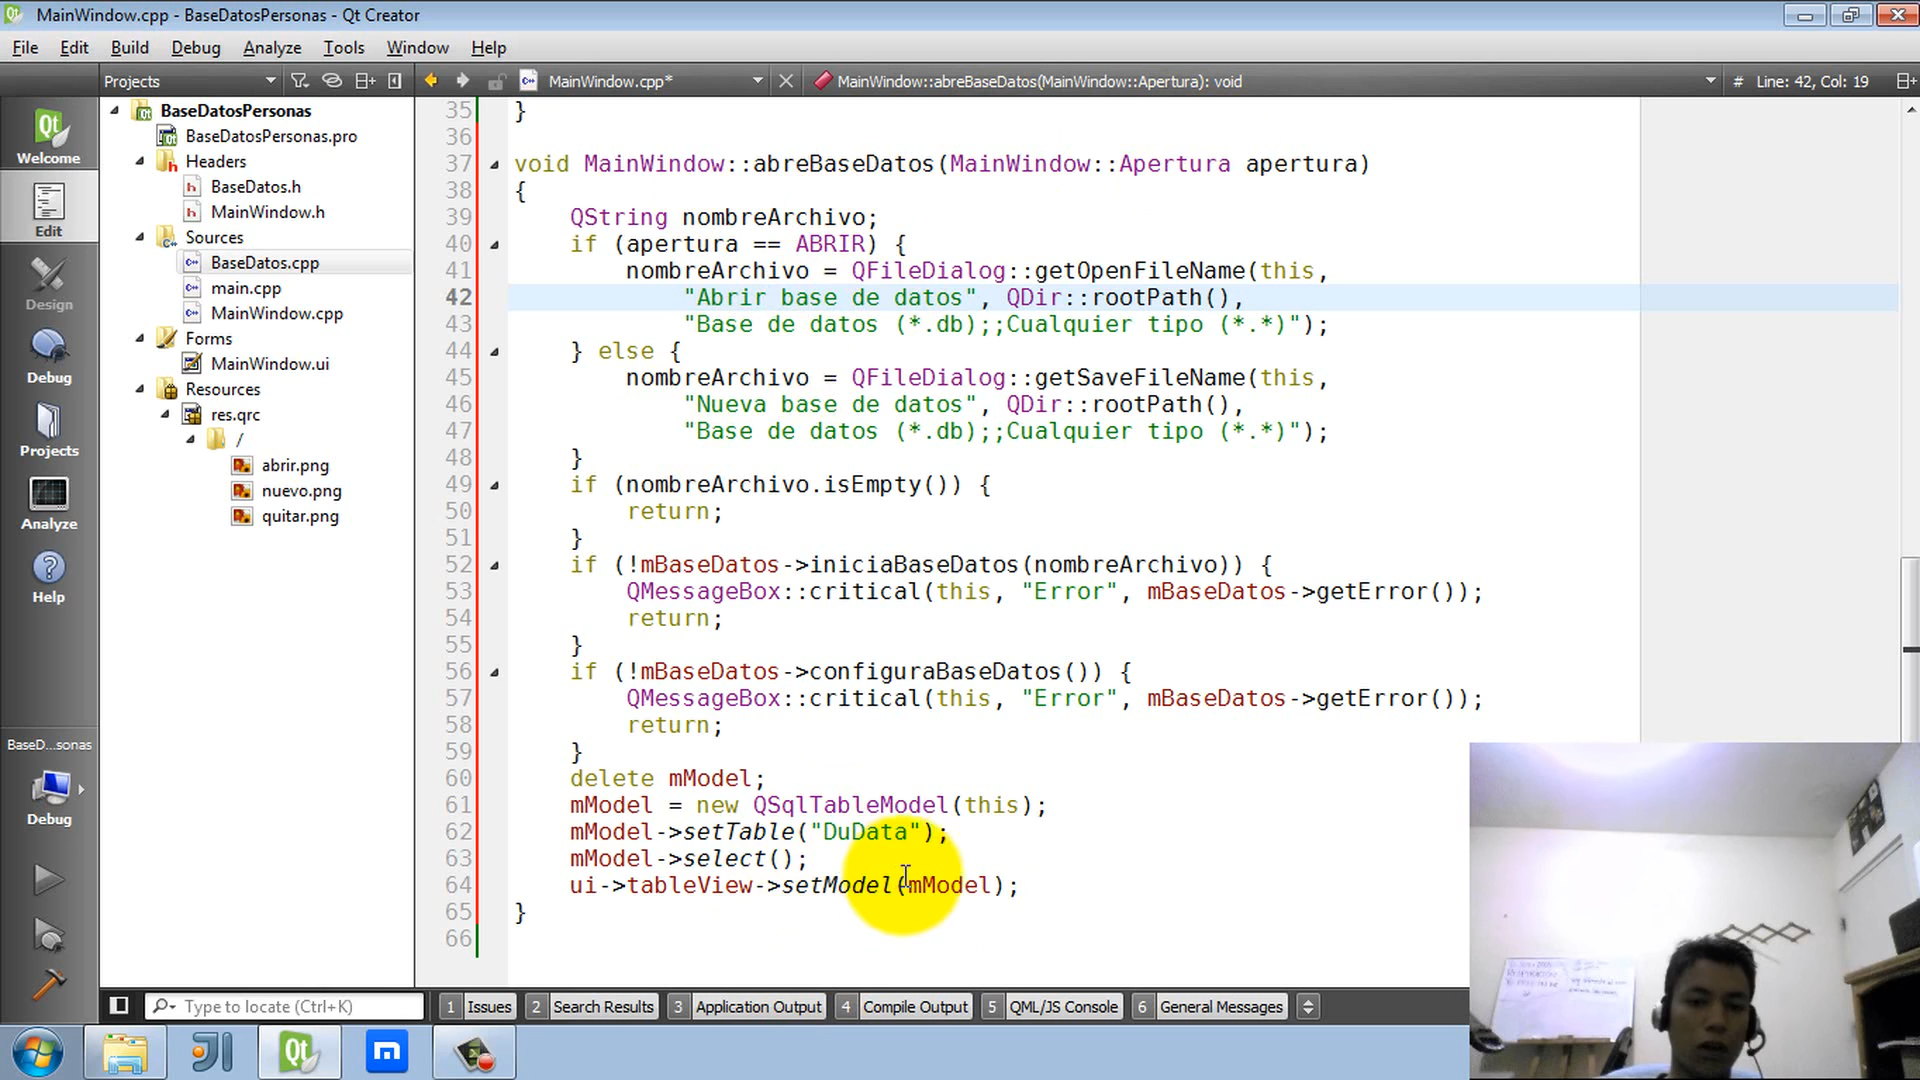 MainWindow.cpp - BaseDatosPersonas - Qt Creator
File Edit Build Debug Analyze Tools Window Help
Projects MainWindow.cpp* MainWindow::abreBaseDatos(MainWindow::Apertura): void # Line: 42, Col: 19
Welcome
Edit
Design
Debug
Projects
Analyze
Help
BaseD...sonas
Debug
BaseDatosPersonas
BaseDatosPersonas.pro
Headers
BaseDatos.h
MainWindow.h
Sources
BaseDatos.cpp
main.cpp
MainWindow.cpp
Forms
MainWindow.ui
Resources
res.qrc
/
abrir.png
nuevo.png
quitar.png
35 }
36
37 void MainWindow::abreBaseDatos(MainWindow::Apertura apertura)
38 {
39 QString nombreArchivo;
40 if (apertura == ABRIR) {
41 nombreArchivo = QFileDialog::getOpenFileName(this,
42 "Abrir base de datos", QDir::rootPath(),
43 "Base de datos (*.db);;Cualquier tipo (*.*)");
44 } else {
45 nombreArchivo = QFileDialog::getSaveFileName(this,
46 "Nueva base de datos", QDir::rootPath(),
47 "Base de datos (*.db);;Cualquier tipo (*.*)");
48 }
49 if (nombreArchivo.isEmpty()) {
50 return;
51 }
52 if (!mBaseDatos->iniciaBaseDatos(nombreArchivo)) {
53 QMessageBox::critical(this, "Error", mBaseDatos->getError());
54 return;
55 }
56 if (!mBaseDatos->configuraBaseDatos()) {
57 QMessageBox::critical(this, "Error", mBaseDatos->getError());
58 return;
59 }
60 delete mModel;
61 mModel = new QSqlTableModel(this);
62 mModel->setTable("DuData");
63 mModel->select();
64 ui->tableView->setModel(mModel);
65 }
66
Type to locate (Ctrl+K) 1 Issues 2 Search Results 3 Application Output 4 Compile Output 5 QML/JS Console 6 General Messages